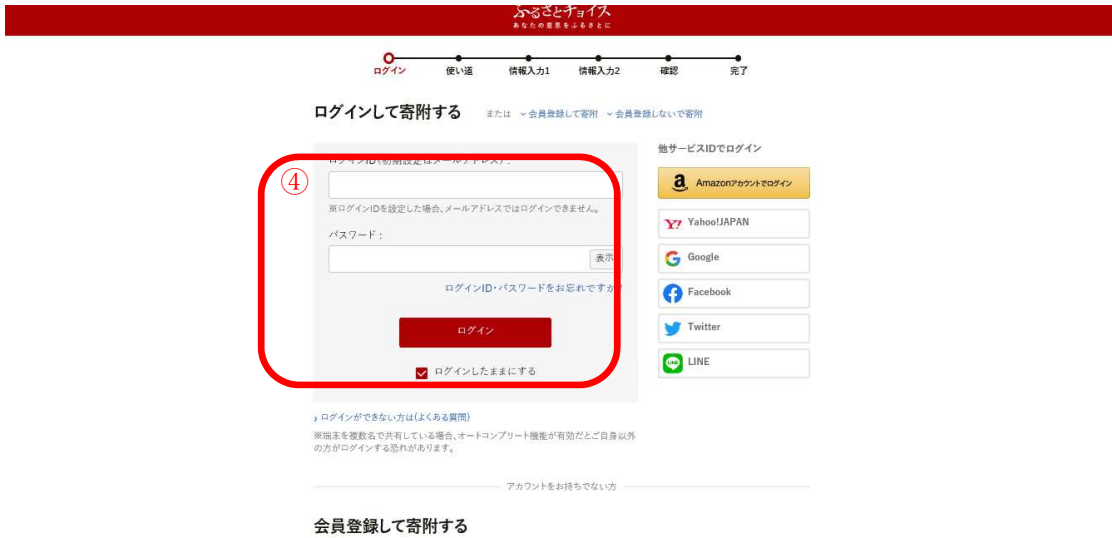 ふるさとチョイス
あなたの意思をふるさとに
ログイン 使い道 情報入力1 情報入力2 確認 完了
ログインして寄附する または 会員登録して寄附 会員登録しないで寄附
ログインID(初期設定はメールアドレス):
④
※ログインIDを設定した場合、メールアドレスではログインできません。
パスワード:
表示
ログインID・パスワードをお忘れですか?
ログイン
ログインしたままにする
ログインができない方は(よくある質問)
※端末を複数名で共有している場合、オートコンプリート機能が有効だとご自身以外
の方がログインする恐れがあります。
他サービスIDでログイン
a Amazonアカウントでログイン
Y! Yahoo!JAPAN
G Google
f Facebook
Twitter
LINE LINE
アカウントをお持ちでない方
会員登録して寄附する